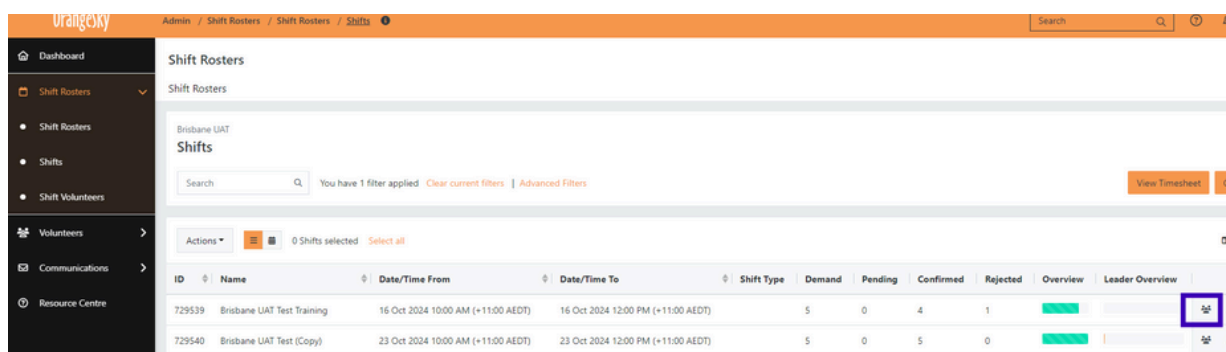 OrangeSky
Admin / Shift Rosters / Shift Rosters / Shifts
Search
Dashboard
Shift Rosters
Shift Rosters
Shifts
Shift Volunteers
Volunteers
Communications
Resource Centre
Shift Rosters
Shift Rosters
Brisbane UAT
Shifts
Search You have 1 filter applied Clear current filters | Advanced Filters View Timesheet
Actions 0 Shifts selected Select all
ID Name Date/Time From Date/Time To Shift Type Demand Pending Confirmed Rejected Overview Leader Overview
729539 Brisbane UAT Test Training 16 Oct 2024 10:00 AM (+11:00 AEDT) 16 Oct 2024 12:00 PM (+11:00 AEDT) 5 0 4 1
729540 Brisbane UAT Test (Copy) 23 Oct 2024 10:00 AM (+11:00 AEDT) 23 Oct 2024 12:00 PM (+11:00 AEDT) 5 0 5 0